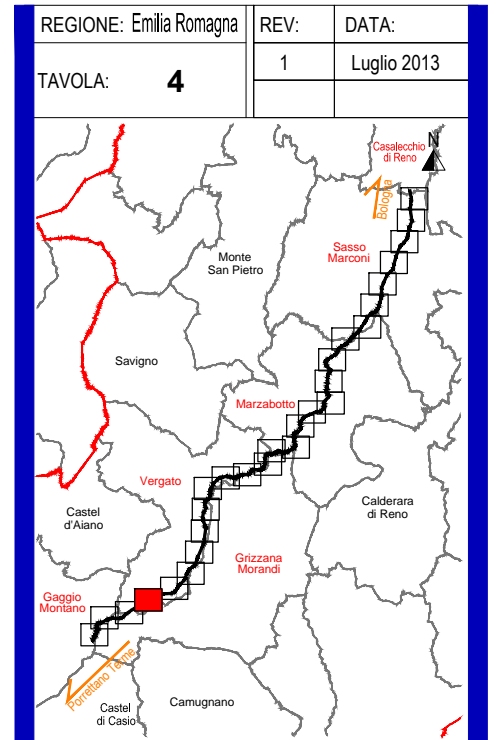 REGIONE: Emilia Romagna
REV:
DATA:
TAVOLA: 4
1
Luglio 2013
Casalecchio
di Reno
N
Bologna
Sasso
Marconi
Monte
San Pietro
Savigno
Marzabotto
Vergato
Castel
d'Aiano
Calderara
di Reno
Grizzana
Morandi
Gaggio
Montano
Porrettano Terme
Castel
di Casio
Camugnano